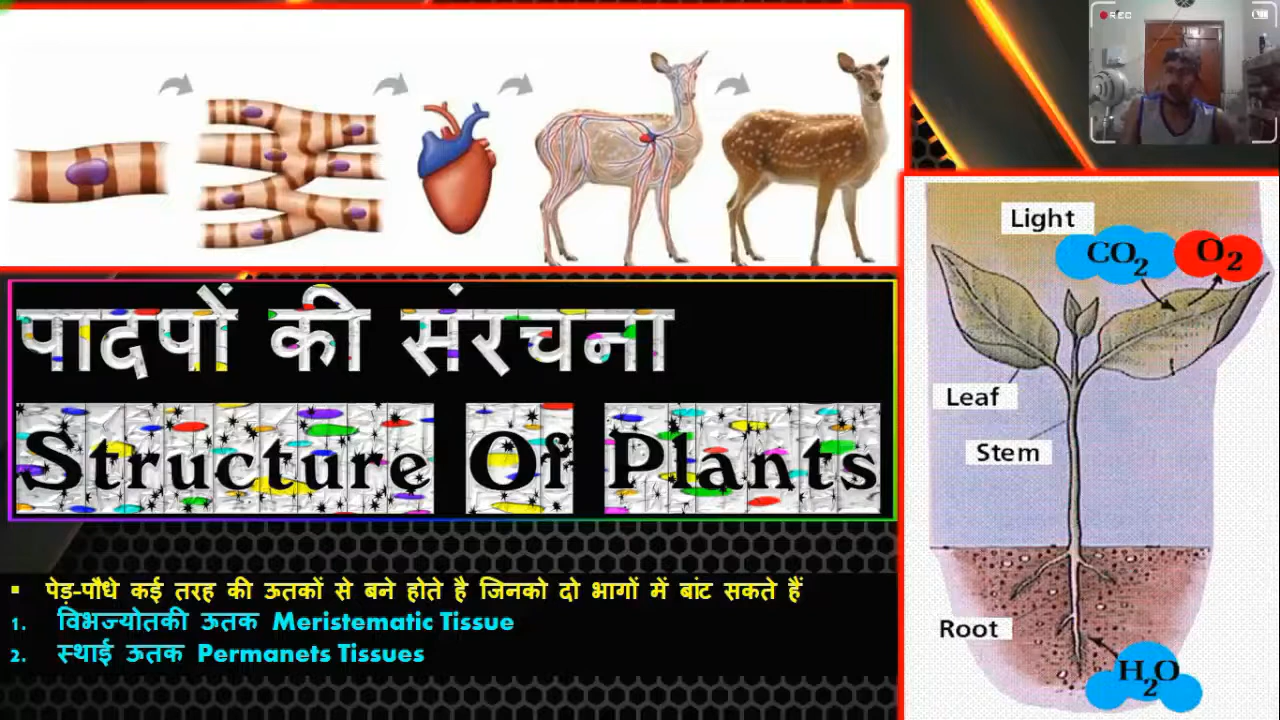 REC
पादपों की संरचना
Structure Of Plants
▪ पेड़-पौधे कई तरह की ऊतकों से बने होते है जिनको दो भागों में बांट सकते हैं
1. विभज्योतकी ऊतक Meristematic Tissue
2. स्थाई ऊतक Permanets Tissues
Light
CO2
O2
Leaf
Stem
Root
H2O